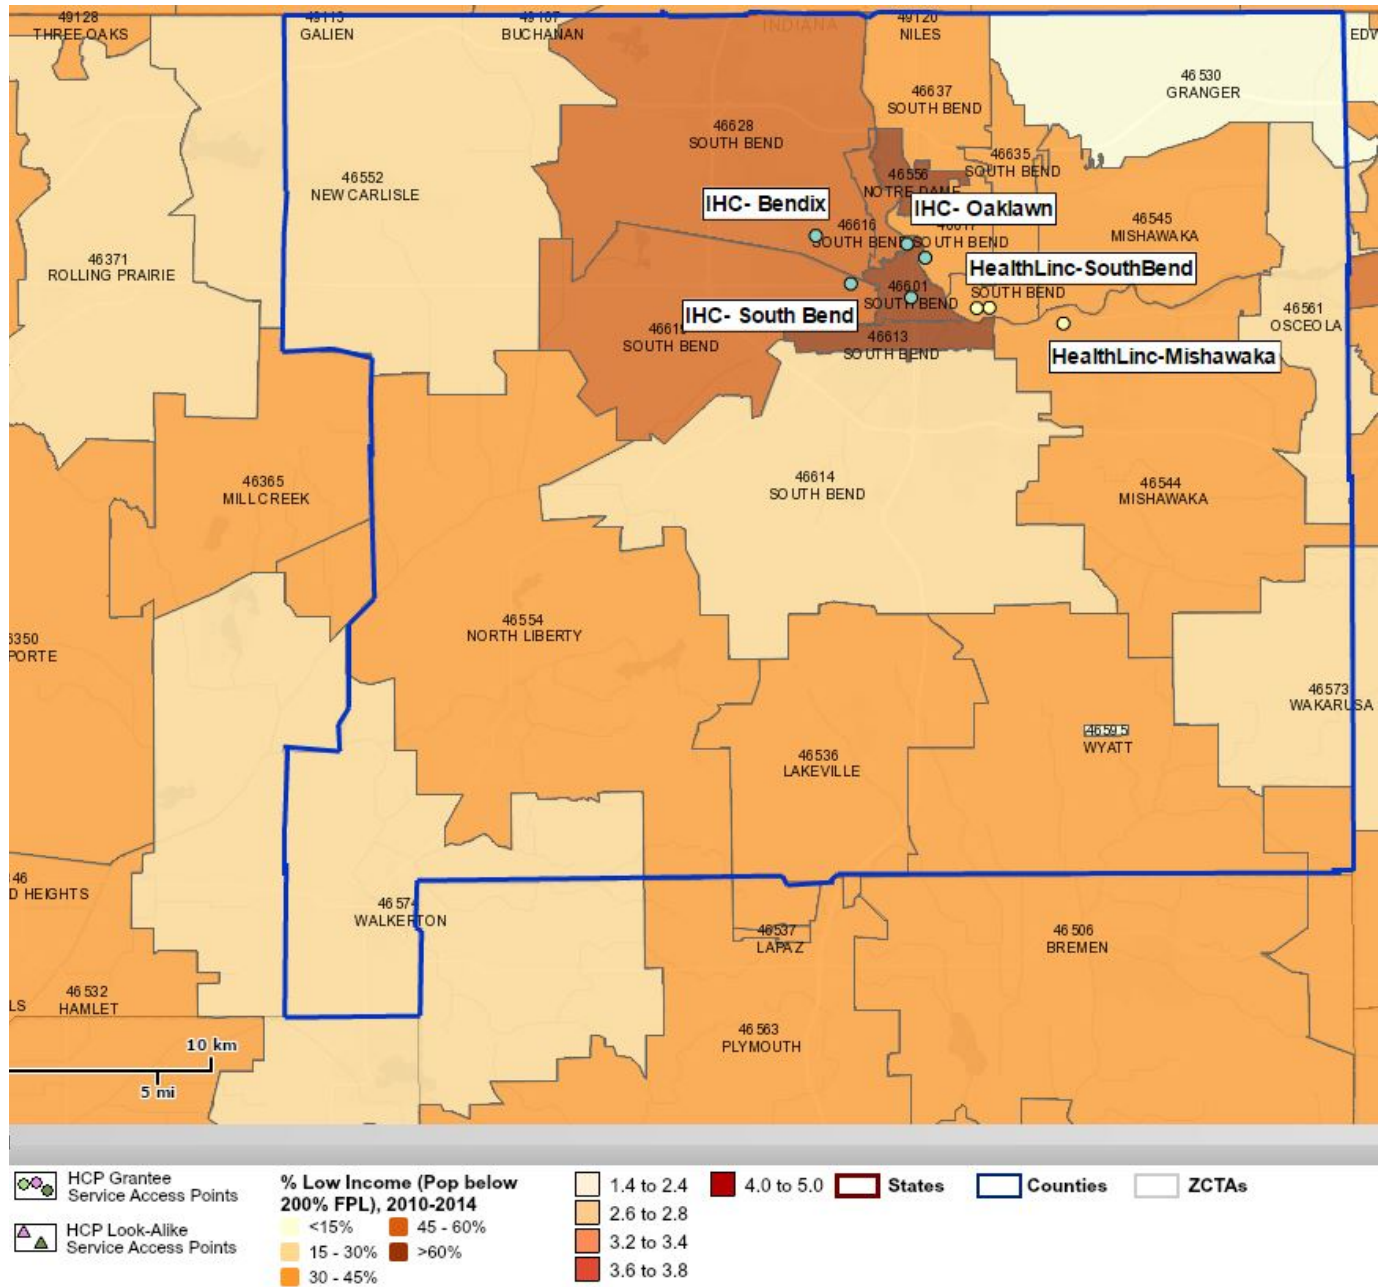 49128
THREE OAKS
49113
GALIEN
49107
BUCHANAN
INDIANA
49120
NILES
46530
GRANGER
46637
SOUTH BEND
46628
SOUTH BEND
46635
SOUTH BEND
46552
NEW CARLISLE
46556
NOTRE DAME
IHC- Bendix
IHC- Oaklawn
46545
MISHAWAKA
46616
SOUTH BEND
SOUTH BEND
46371
ROLLING PRAIRIE
HealthLinc-SouthBend
SOUTH BEND
46601
SOUTH BEND
46561
OSCEOLA
IHC- South Bend
SOUTH BEND
46613
SOUTH BEND
HealthLinc-Mishawaka
46365
MILL CREEK
46614
SOUTH BEND
46544
MISHAWAKA
46554
NORTH LIBERTY
46573
WAKARUSA
46595
WYATT
46536
LAKEVILLE
D HEIGHTS
46574
WALKERTON
46537
LAPAZ
46506
BREMEN
46532
HAMLET
46563
PLYMOUTH
10 km
5 mi
HCP Grantee
Service Access Points
HCP Look-Alike
Service Access Points
% Low Income (Pop below
200% FPL), 2010-2014
<15%
15 - 30%
30 - 45%
45 - 60%
>60%
1.4 to 2.4
2.6 to 2.8
3.2 to 3.4
3.6 to 3.8
4.0 to 5.0
States
Counties
ZCTAs